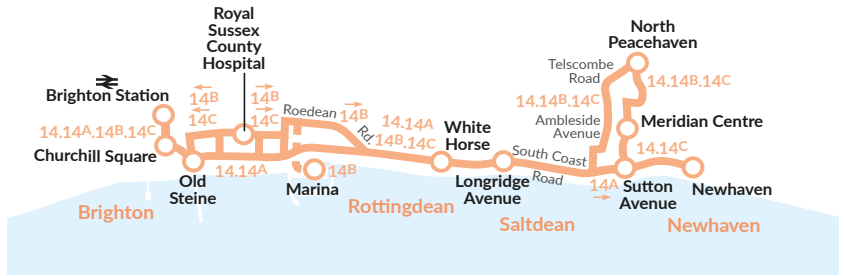 Royal
Sussex
County
Hospital
North
Peacehaven
Telscombe
Road
14.14B.14C
14.14B.14C
Brighton Station
14B
14C
14B
14C
Roedean
Rd.
14B
14.14A
14B.14C
Ambleside
Avenue
Meridian Centre
14.14A.14B.14C
Churchill Square
White
Horse
South Coast
Road
14.14C
Old
Steine
14.14A
Marina
14B
Longridge
Avenue
14A
Sutton
Avenue
Newhaven
Brighton
Rottingdean
Saltdean
Newhaven